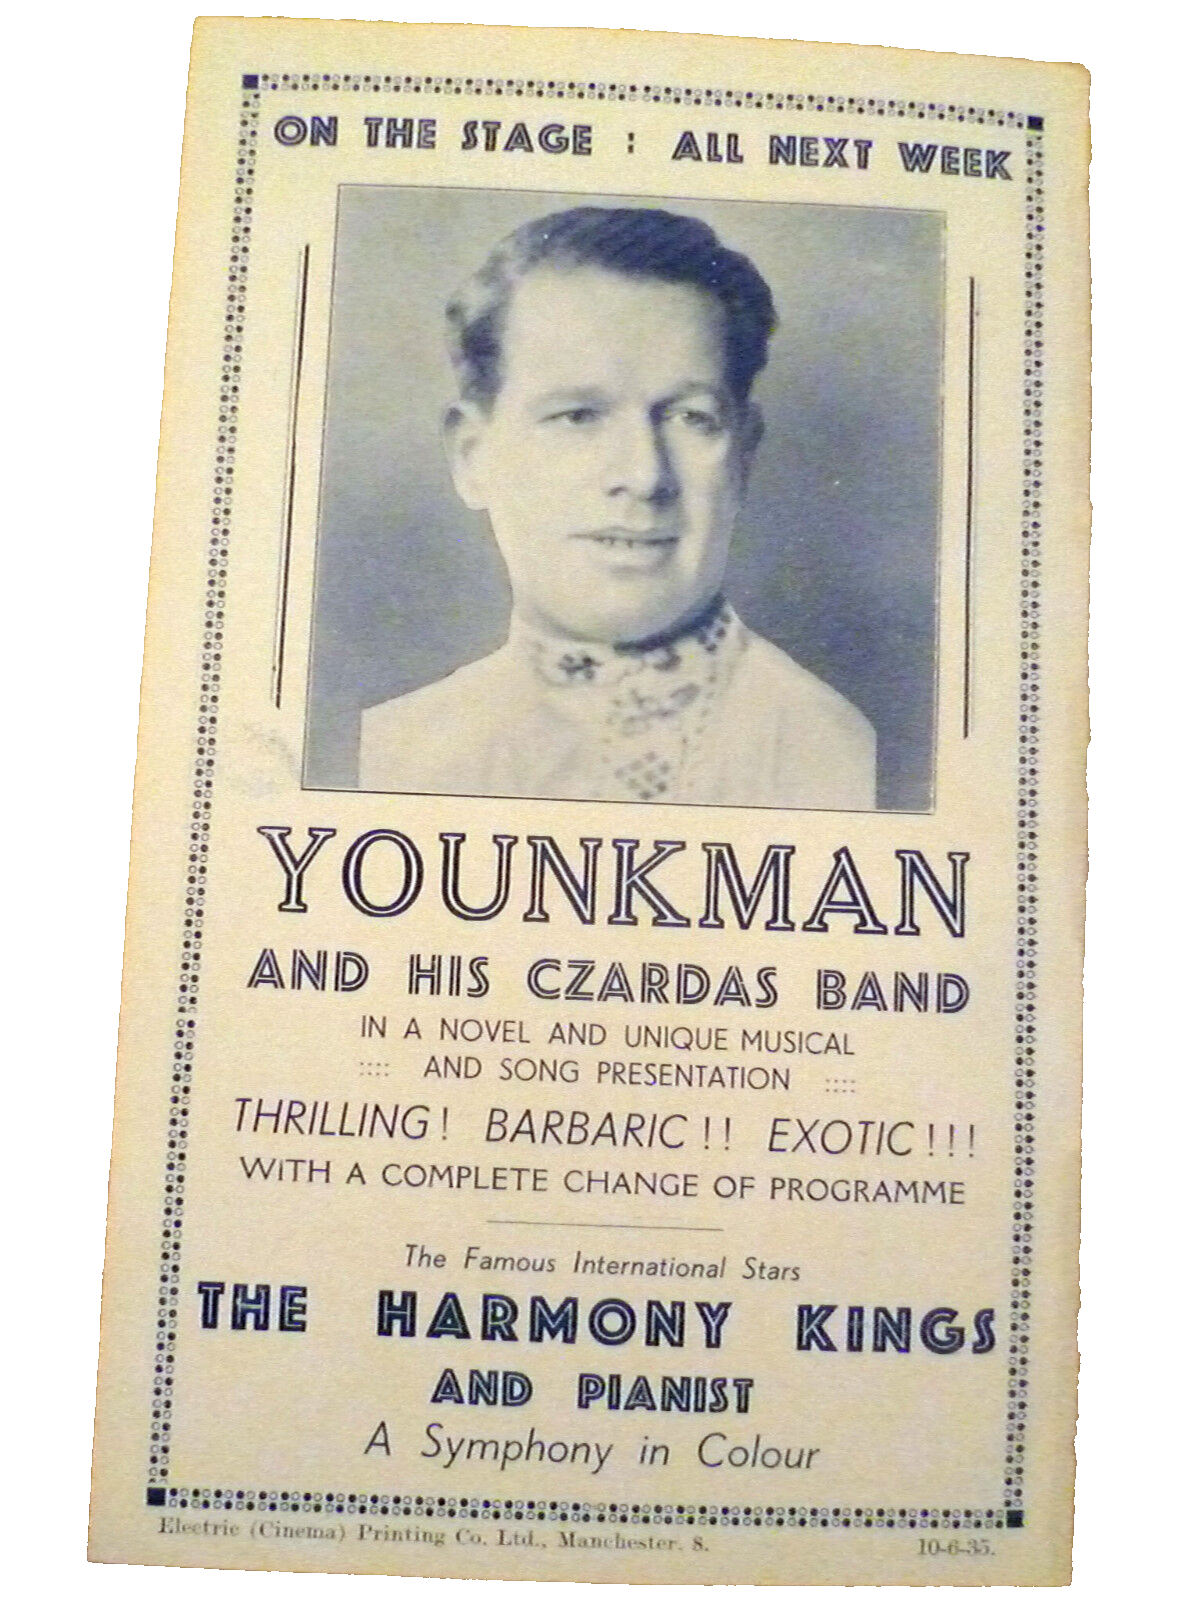 ON THE STAGE : ALL NEXT WEEK
YOUNKMAN
AND HIS CZARDAS BAND
IN A NOVEL AND UNIQUE MUSICAL
:::: AND SONG PRESENTATION ::::
THRILLING! BARBARIC!! EXOTIC!!!
WITH A COMPLETE CHANGE OF PROGRAMME
The Famous International Stars
THE HARMONY KINGS
AND PIANIST
A Symphony in Colour
Electric (Cinema) Printing Co. Ltd., Manchester. 8. 10-6-35.